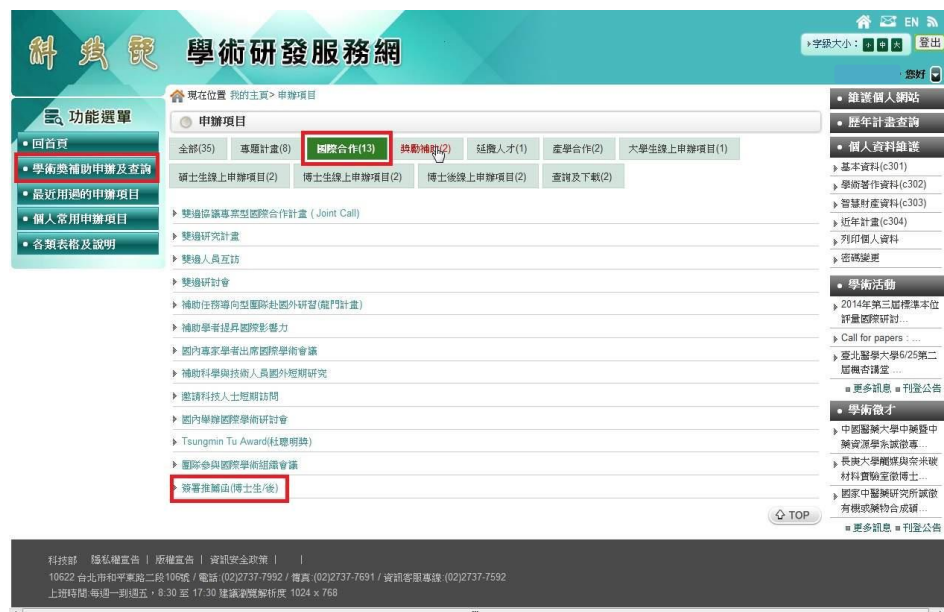 EN
科技部 學術研發服務網
字級大小： 小 中 大 登出
您好
功能選單
回首頁
學術獎補助申辦及查詢
最近用過的申辦項目
個人常用申辦項目
各類表格及說明
現在位置 我的主頁> 申辦項目
申辦項目
全部(35) 專題計畫(8) 國際合作(13) 獎勵補助(2) 延攬人才(1) 產學合作(2) 大學生線上申辦項目(1)
碩士生線上申辦項目(2) 博士生線上申辦項目(2) 博士後線上申辦項目(2) 查詢及下載(2)
雙邊協議專案型國際合作計畫 ( Joint Call)
雙邊研究計畫
雙邊人員互訪
雙邊研討會
補助任務導向型團隊赴國外研習(龍門計畫)
補助學者提昇國際影響力
國內專家學者出席國際學術會議
補助科學與技術人員國外短期研究
邀請科技人士短期訪問
國內舉辦國際學術研討會
Tsungmin Tu Award(杜聰明獎)
團隊參與國際學術組織會議
簽署推薦函(博士生/後)
TOP
維護個人網站
歷年計畫查詢
個人資料維護
基本資料(c301)
學術著作資料(c302)
智慧財產資料(c303)
近年計畫(c304)
列印個人資料
密碼變更
學術活動
2014年第三屆標準本位
評量國際研討...
Call for papers : ...
臺北醫學大學6/25第二
屆楓杏講堂 ...
更多訊息 刊登公告
學術徵才
中國醫藥大學中藥暨中
藥資源學系誠徵專...
長庚大學觸媒與奈米碳
材料實驗室徵博士...
國家中醫藥研究所誠徵
有機或藥物合成碩...
更多訊息 刊登公告
科技部 隱私權宣告 | 版權宣告 | 資訊安全政策 | |
10622 台北市和平東路二段106號 / 電話:(02)2737-7992 / 傳真:(02)2737-7691 / 資訊客服專線:(02)2737-7592
上班時間:每週一到週五，8:30 至 17:30 建議瀏覽解析度 1024 x 768